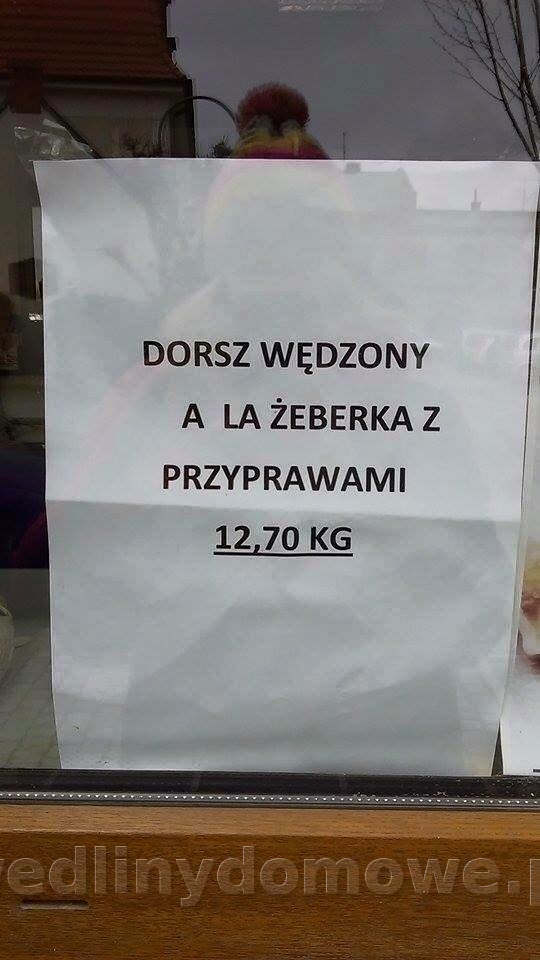 DORSZ WĘDZONY
A LA ŻEBERKA Z
PRZYPRAWAMI
12,70 KG
wedlinydomowe.p